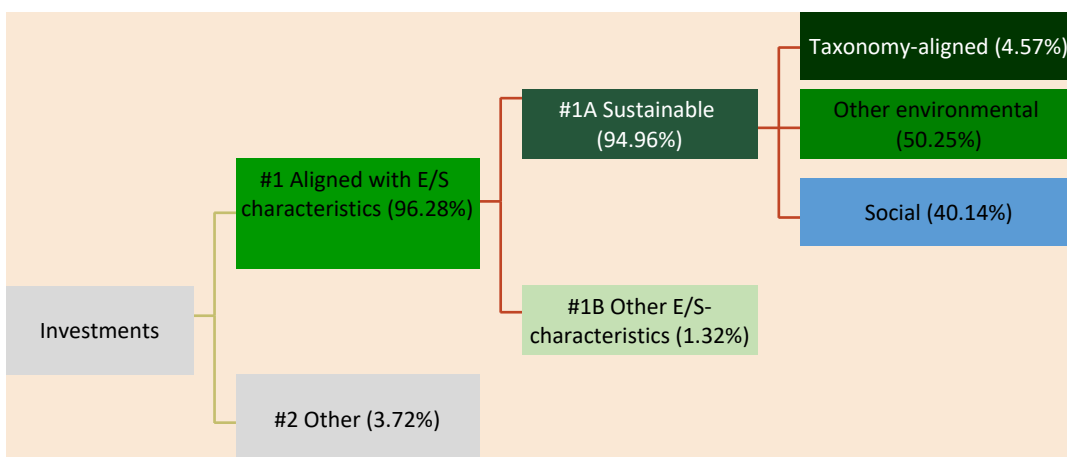 Taxonomy-aligned (4.57%)
#1A Sustainable
(94.96%)
Other environmental
(50.25%)
#1 Aligned with E/S
characteristics (96.28%)
Social (40.14%)
Investments
#1B Other E/S-
characteristics (1.32%)
#2 Other (3.72%)